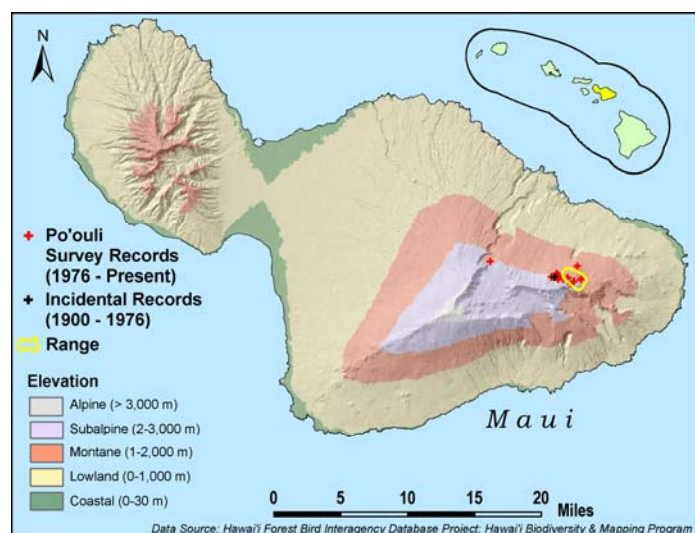 N
Po'ouli
Survey Records
(1976 - Present)
Incidental Records
(1900 - 1976)
Range
Elevation
Alpine (> 3,000 m)
Subalpine (2-3,000 m)
Montane (1-2,000 m)
Lowland (0-1,000 m)
Coastal (0-30 m)
Maui
0 5 10 15 20
Miles
Data Source: Hawai'i Forest Bird Interagency Database Project; Hawai'i Biodiversity & Mapping Program